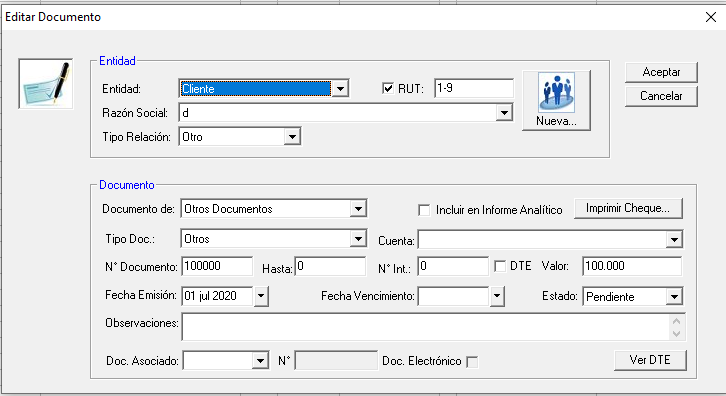 Editar Documento
Entidad
Entidad: Cliente RUT: 1-9
Razón Social: d
Tipo Relación: Otro
Nueva...
Aceptar
Cancelar
Documento
Documento de: Otros Documentos Incluir en Informe Analítico Imprimir Cheque...
Tipo Doc.: Otros Cuenta:
N° Documento: 100000 Hasta: 0 N° Int.: 0 DTE Valor: 100.000
Fecha Emisión: 01 jul 2020 Fecha Vencimiento: Estado: Pendiente
Observaciones:
Doc. Asociado: N° Doc. Electrónico Ver DTE